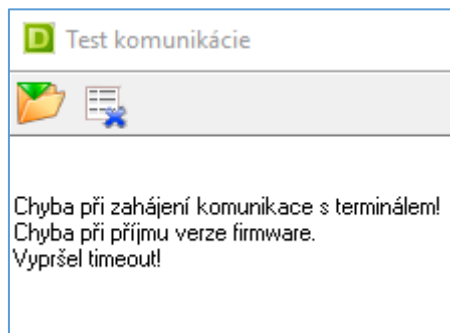 D Test komunikácie
Chyba při zahájení komunikace s terminálem!
Chyba při příjmu verze firmware.
Vypršel timeout!